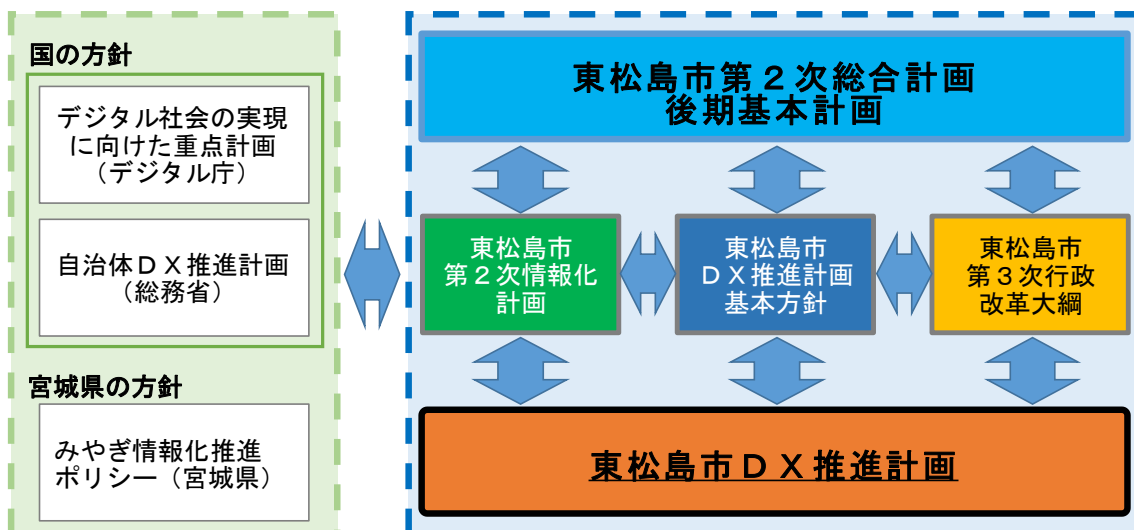 国の方針
デジタル社会の実現
に向けた重点計画
（デジタル庁）
自治体ＤＸ推進計画
（総務省）
宮城県の方針
みやぎ情報化推進
ポリシー（宮城県）
東松島市第２次総合計画
後期基本計画
東松島市
第２次情報化
計画
東松島市
ＤＸ推進計画
基本方針
東松島市
第３次行政
改革大綱
東松島市ＤＸ推進計画